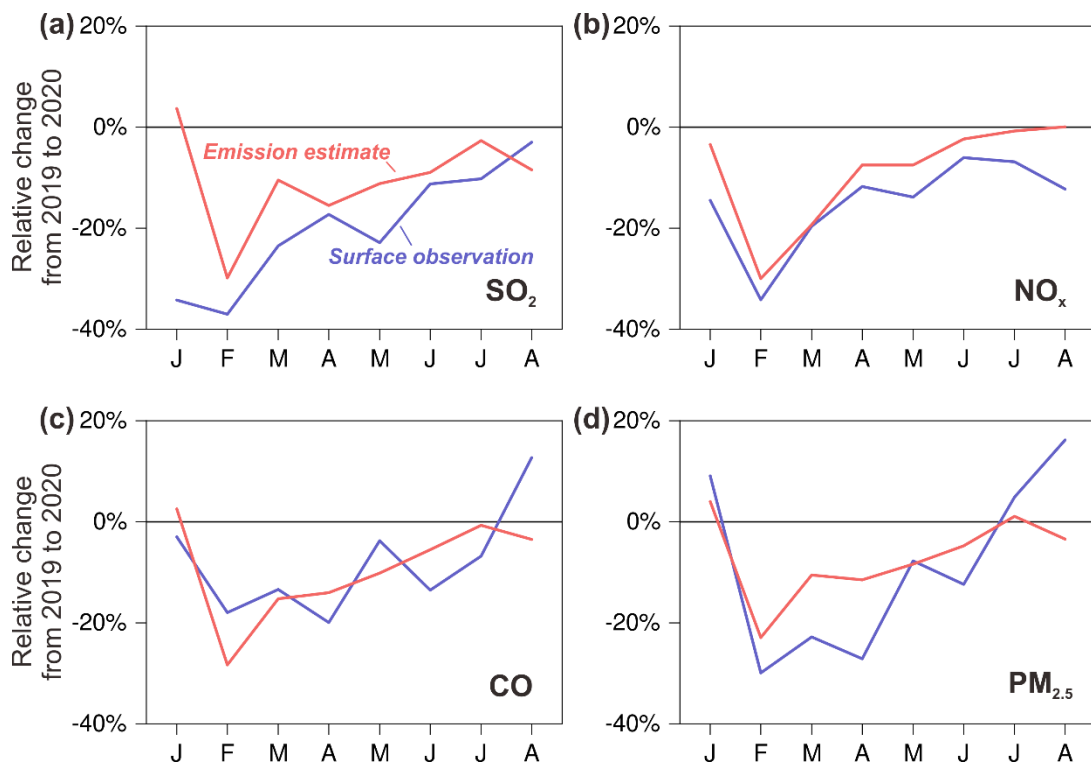 (a)
Relative change
from 2019 to 2020
20%
0%
-20%
-40%
Emission estimate
Surface observation
SO₂
J F M A M J J A
(b)
20%
0%
-20%
-40%
NOₓ
J F M A M J J A
(c)
Relative change
from 2019 to 2020
20%
0%
-20%
-40%
CO
J F M A M J J A
(d)
20%
0%
-20%
-40%
PM₂.₅
J F M A M J J A